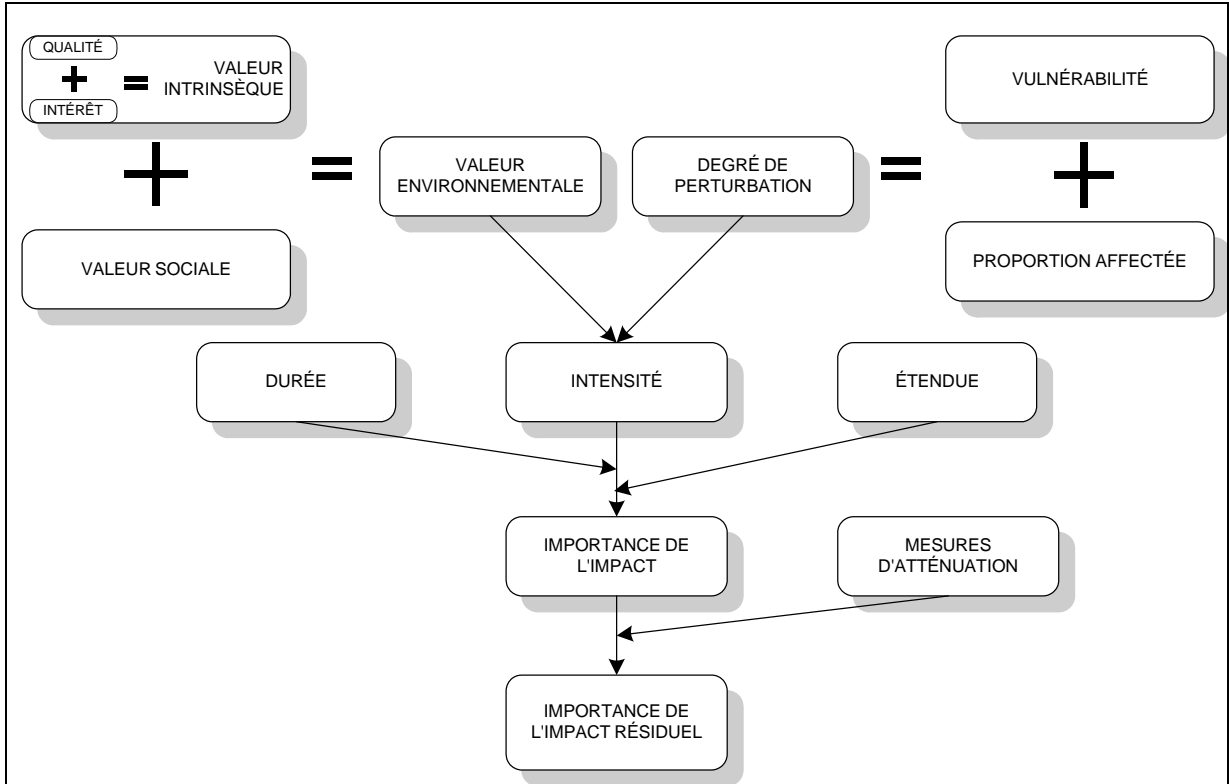 QUALITÉ
+
=
VALEUR
INTRINSÈQUE
INTÉRÊT
+
VALEUR SOCIALE
=
VALEUR
ENVIRONNEMENTALE
DEGRÉ DE
PERTURBATION
=
VULNÉRABILITÉ
+
PROPORTION AFFECTÉE
DURÉE
INTENSITÉ
ÉTENDUE
IMPORTANCE DE
L'IMPACT
MESURES
D'ATTÉNUATION
IMPORTANCE DE
L'IMPACT RÉSIDUEL